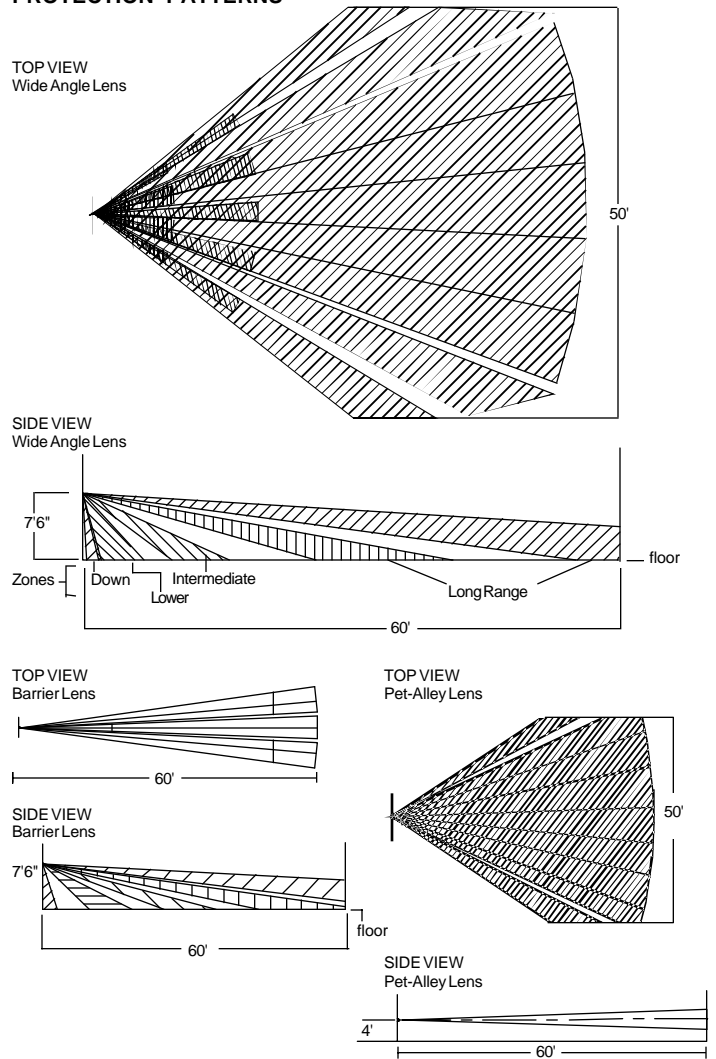 PROTECTION PATTERNS
TOP VIEW
Wide Angle Lens
50'
SIDE VIEW
Wide Angle Lens
7'6"
floor
Zones
Down
Intermediate
Lower
Long Range
60'
TOP VIEW
Barrier Lens
60'
TOP VIEW
Pet-Alley Lens
50'
SIDE VIEW
Barrier Lens
7'6"
floor
60'
SIDE VIEW
Pet-Alley Lens
4'
60'